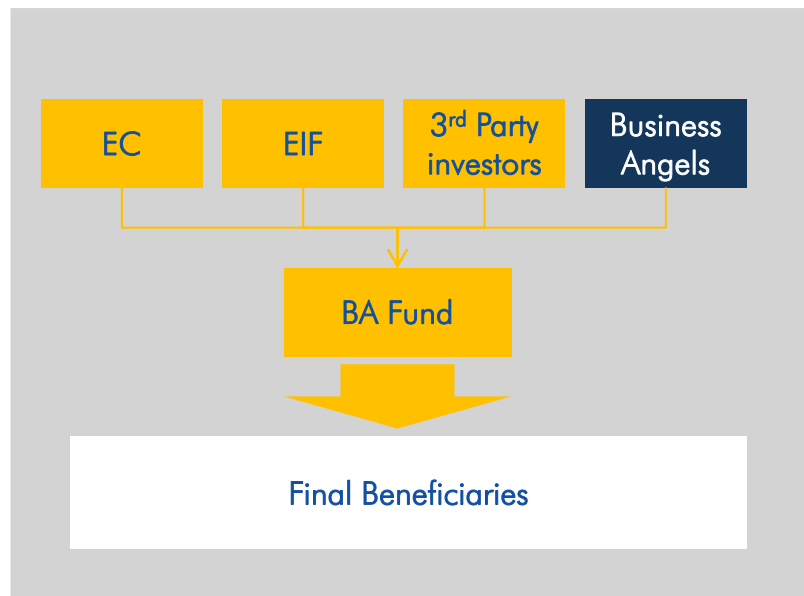 EC
EIF
3rd Party
investors
Business
Angels
BA Fund
Final Beneficiaries